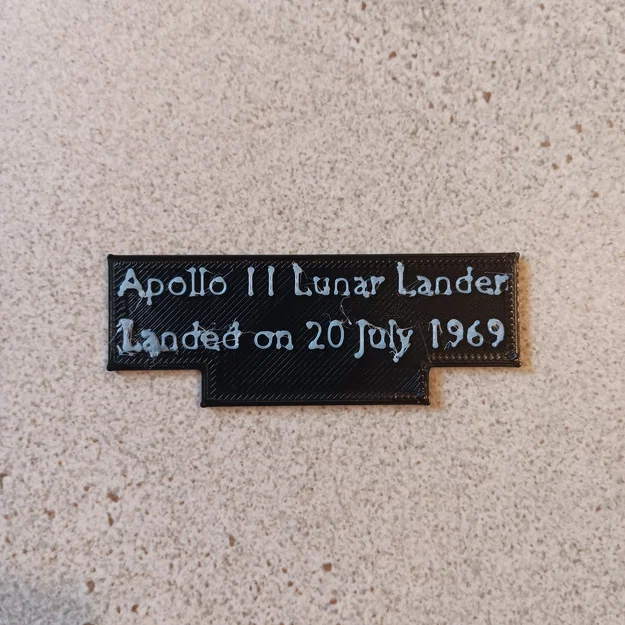 Apollo 11 Lunar Lander
Landed on 20 July 1969